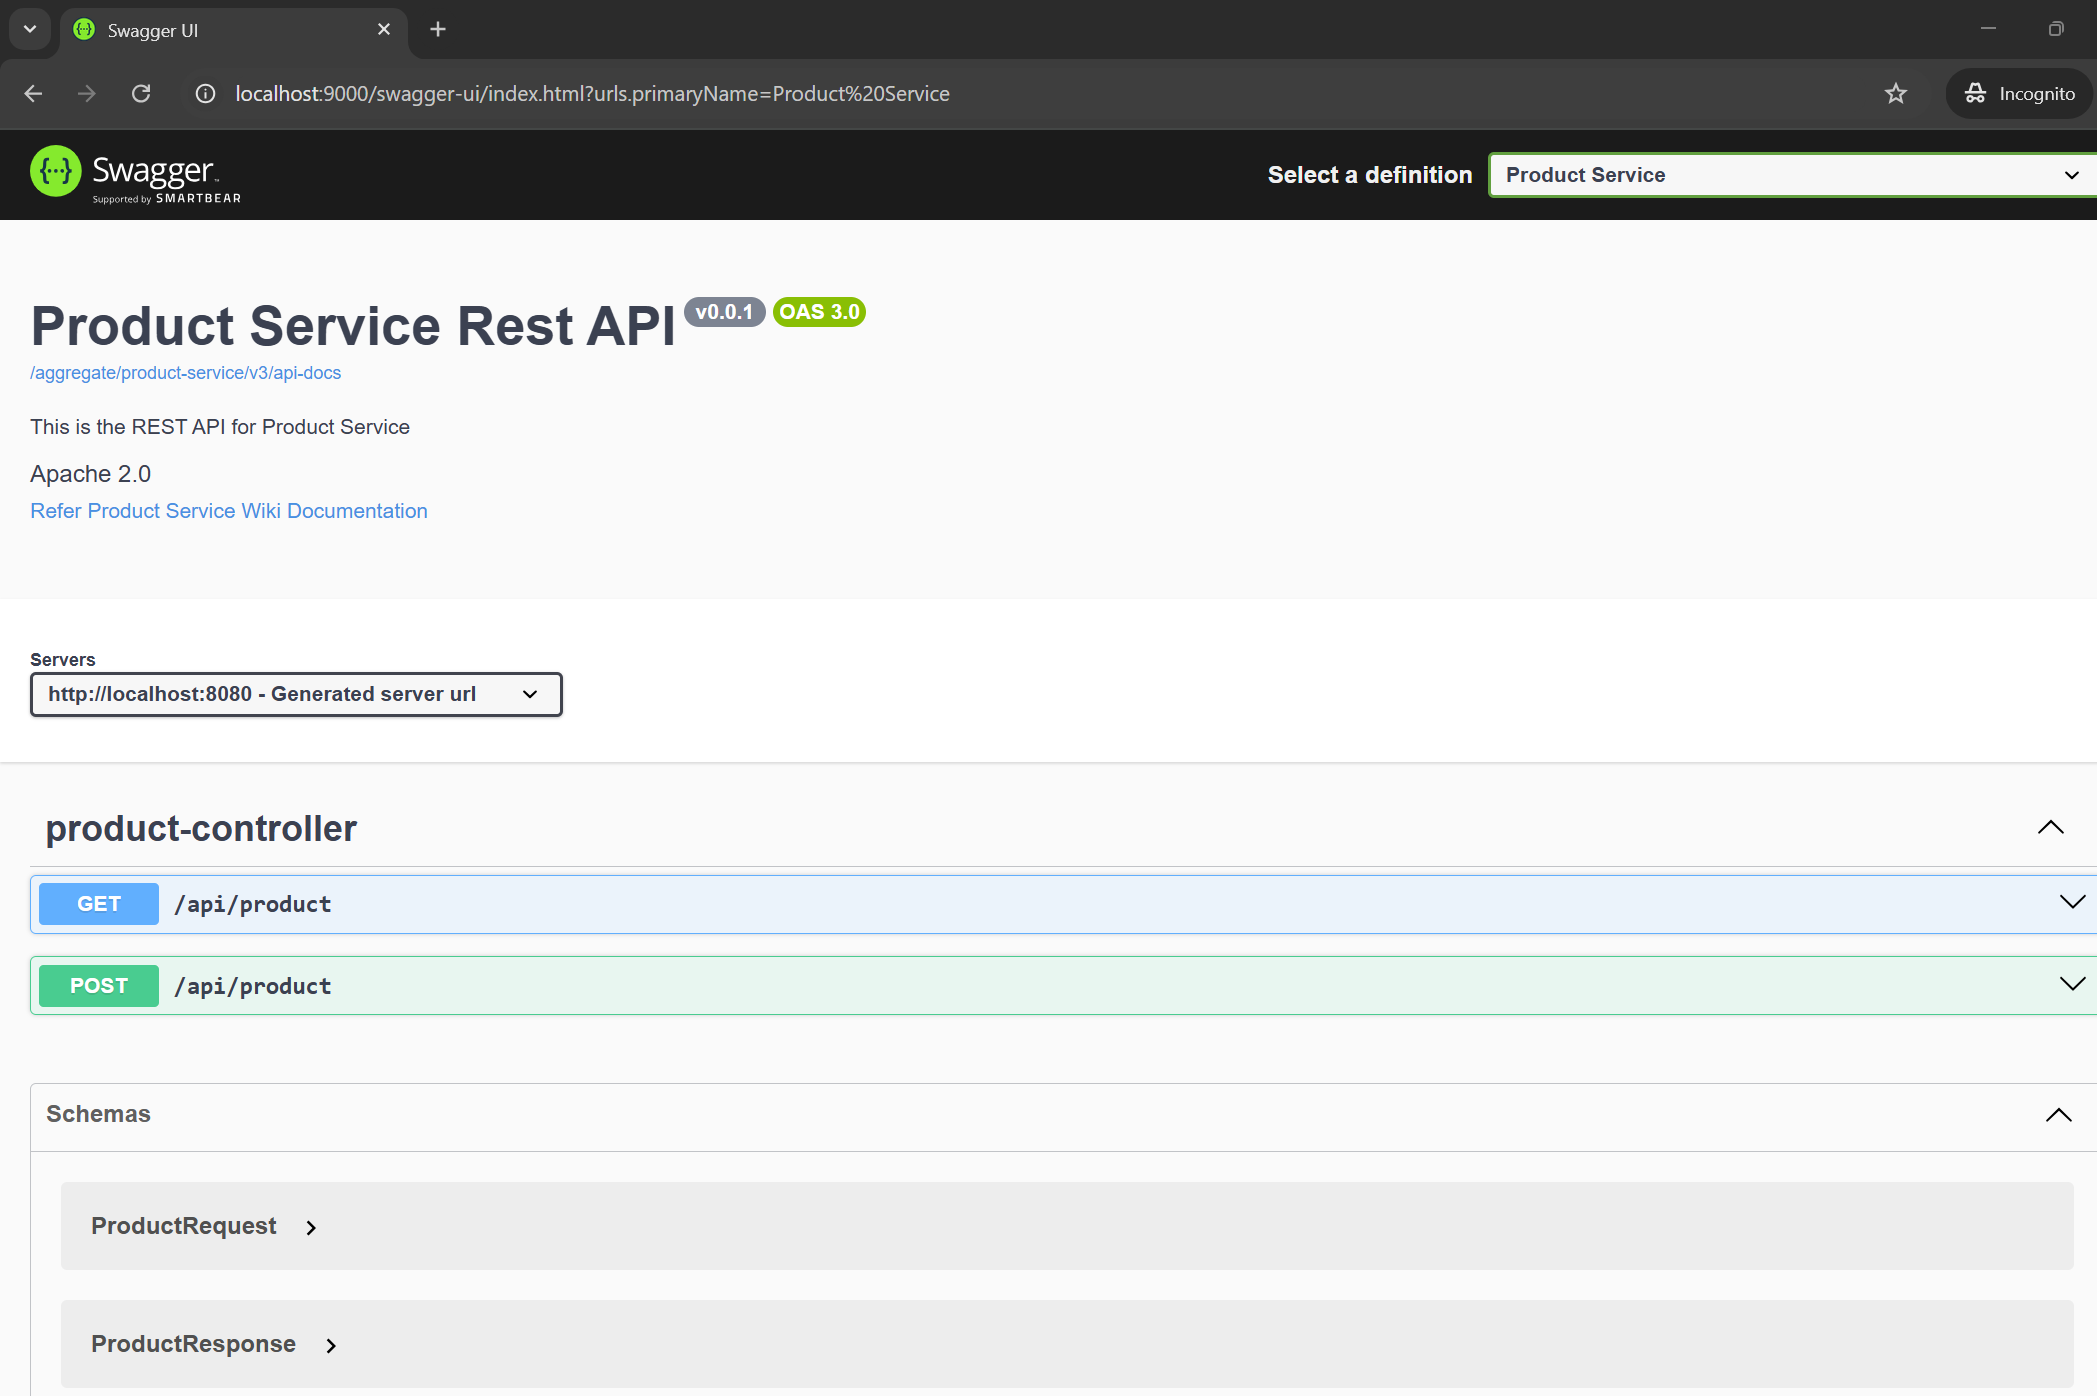 Swagger UI
localhost:9000/swagger-ui/index.html?urls.primaryName=Product%20Service
Incognito
{···} Swagger™
Supported by SMARTBEAR
Select a definition
Product Service
Product Service Rest API v0.0.1 OAS 3.0
/aggregate/product-service/v3/api-docs
This is the REST API for Product Service
Apache 2.0
Refer Product Service Wiki Documentation
Servers
http://localhost:8080 - Generated server url
product-controller
GET /api/product
POST /api/product
Schemas
ProductRequest
ProductResponse